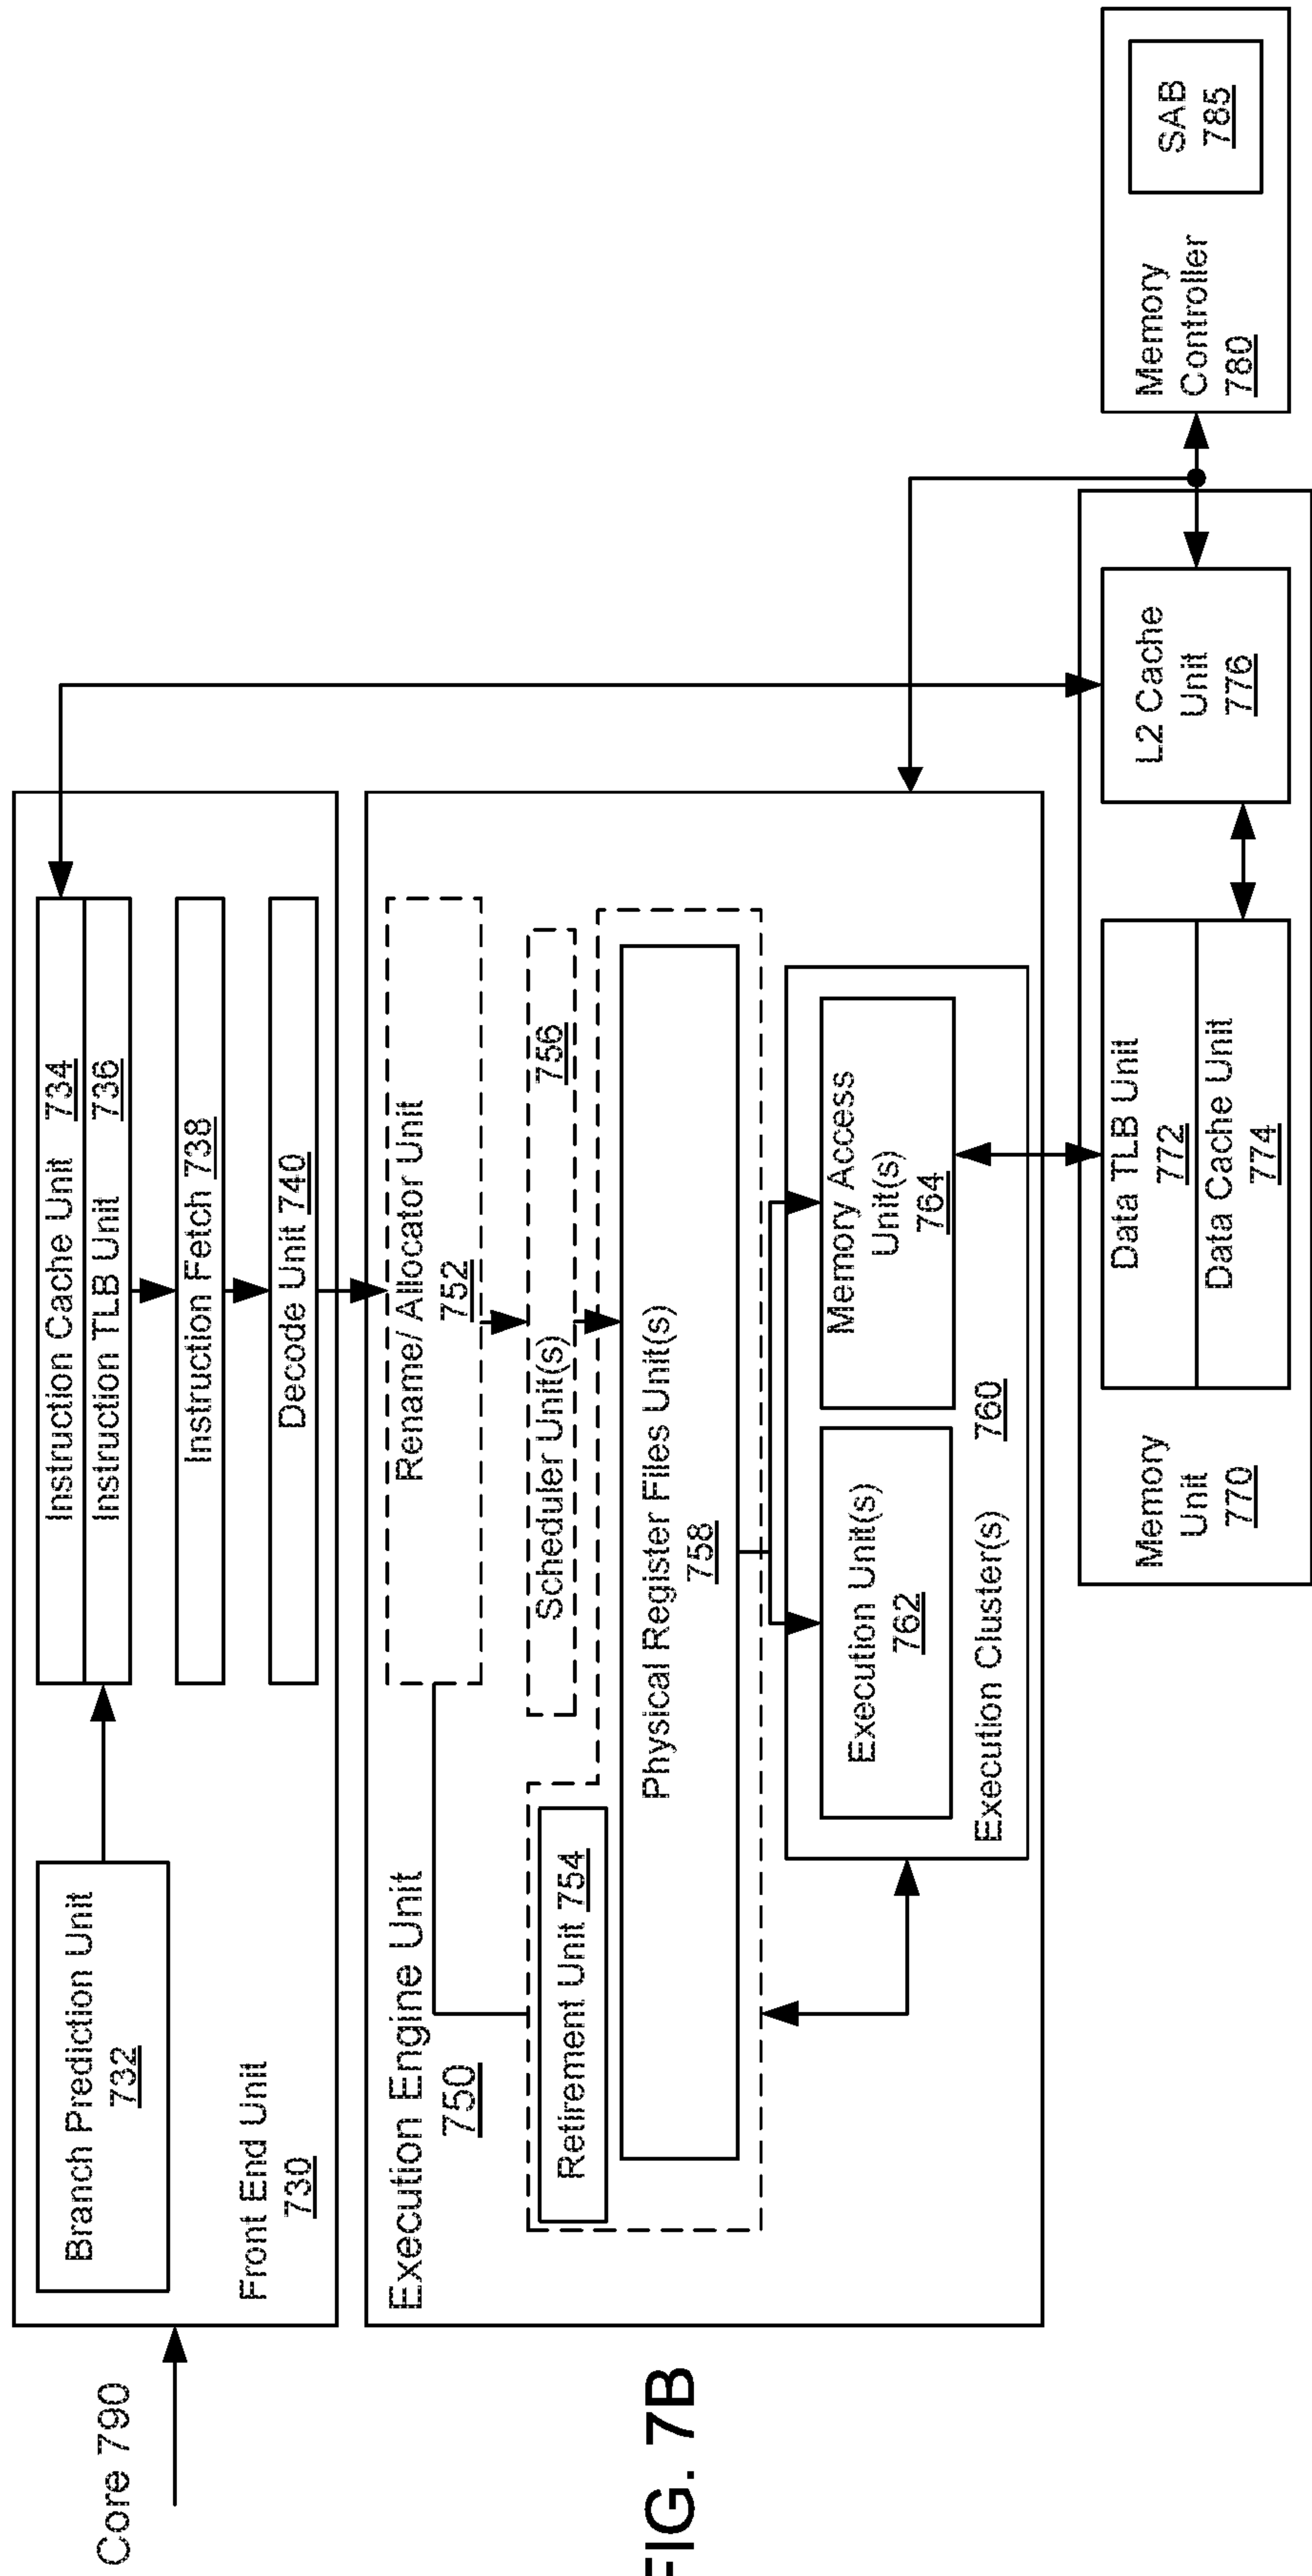 Core 790
Branch Prediction Unit
732
Front End Unit
730
Instruction Cache Unit 734
Instruction TLB Unit 736
Instruction Fetch 738
Decode Unit 740
Execution Engine Unit
750
Rename/ Allocator Unit
752
Scheduler Unit(s) 756
Retirement Unit 754
Physical Register Files Unit(s)
758
Execution Unit(s)
762
Memory Access
Unit(s)
764
Execution Cluster(s) 760
Memory
Unit
770
Data TLB Unit
772
Data Cache Unit
774
L2 Cache
Unit
776
Memory
Controller
780
SAB
785
FIG. 7B